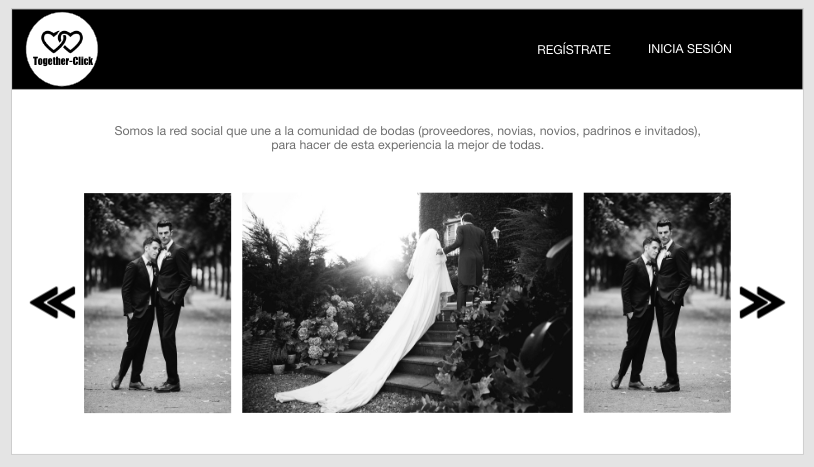 Together-Click
REGÍSTRATE
INICIA SESIÓN
Somos la red social que une a la comunidad de bodas (proveedores, novias, novios, padrinos e invitados),
para hacer de esta experiencia la mejor de todas.